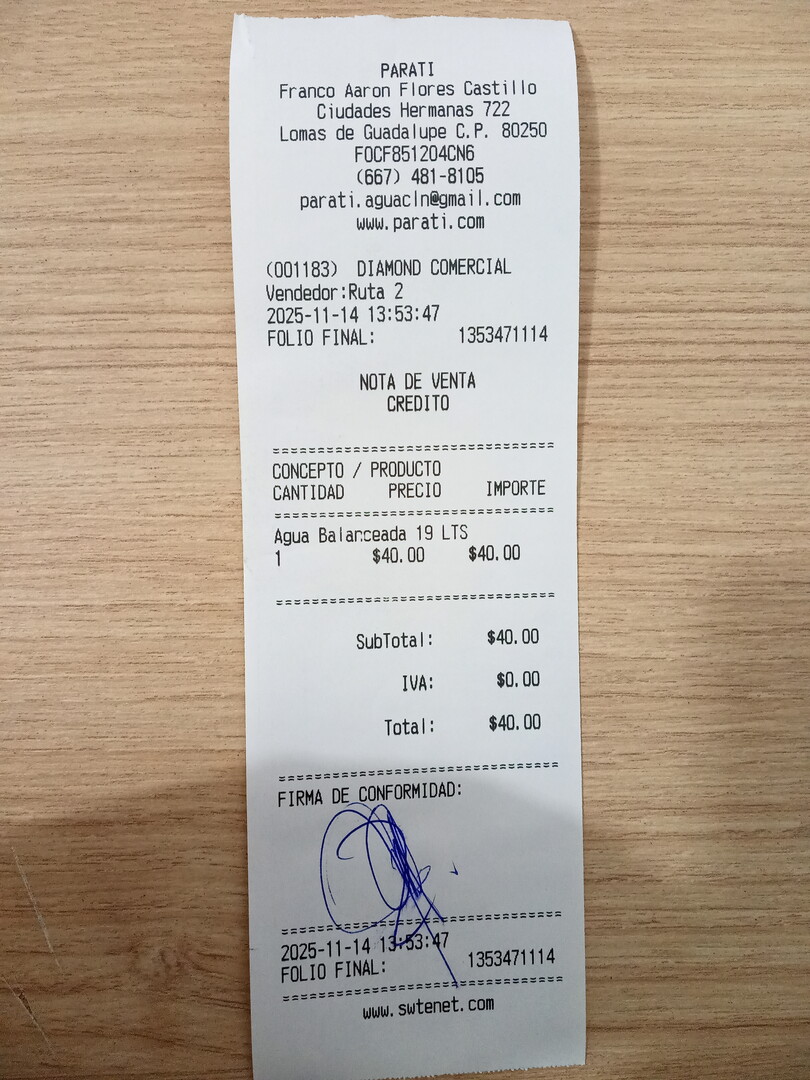 PARATI
Franco Aaron Flores Castillo
Ciudades Hermanas 722
Lomas de Guadalupe C.P. 80250
FOCF851204CN6
(667) 481-8105
parati.aguacln@gmail.com
www.parati.com
(001183) DIAMOND COMERCIAL
Vendedor:Ruta 2
2025-11-14 13:53:47
FOLIO FINAL: 1353471114
NOTA DE VENTA
CREDITO
CONCEPTO / PRODUCTO
CANTIDAD PRECIO IMPORTE
Agua Balanceada 19 LTS
1 $40.00 $40.00
SubTotal: $40.00
IVA: $0.00
Total: $40.00
FIRMA DE CONFORMIDAD:
2025-11-14 13:53:47
FOLIO FINAL: 1353471114
www.swtenet.com